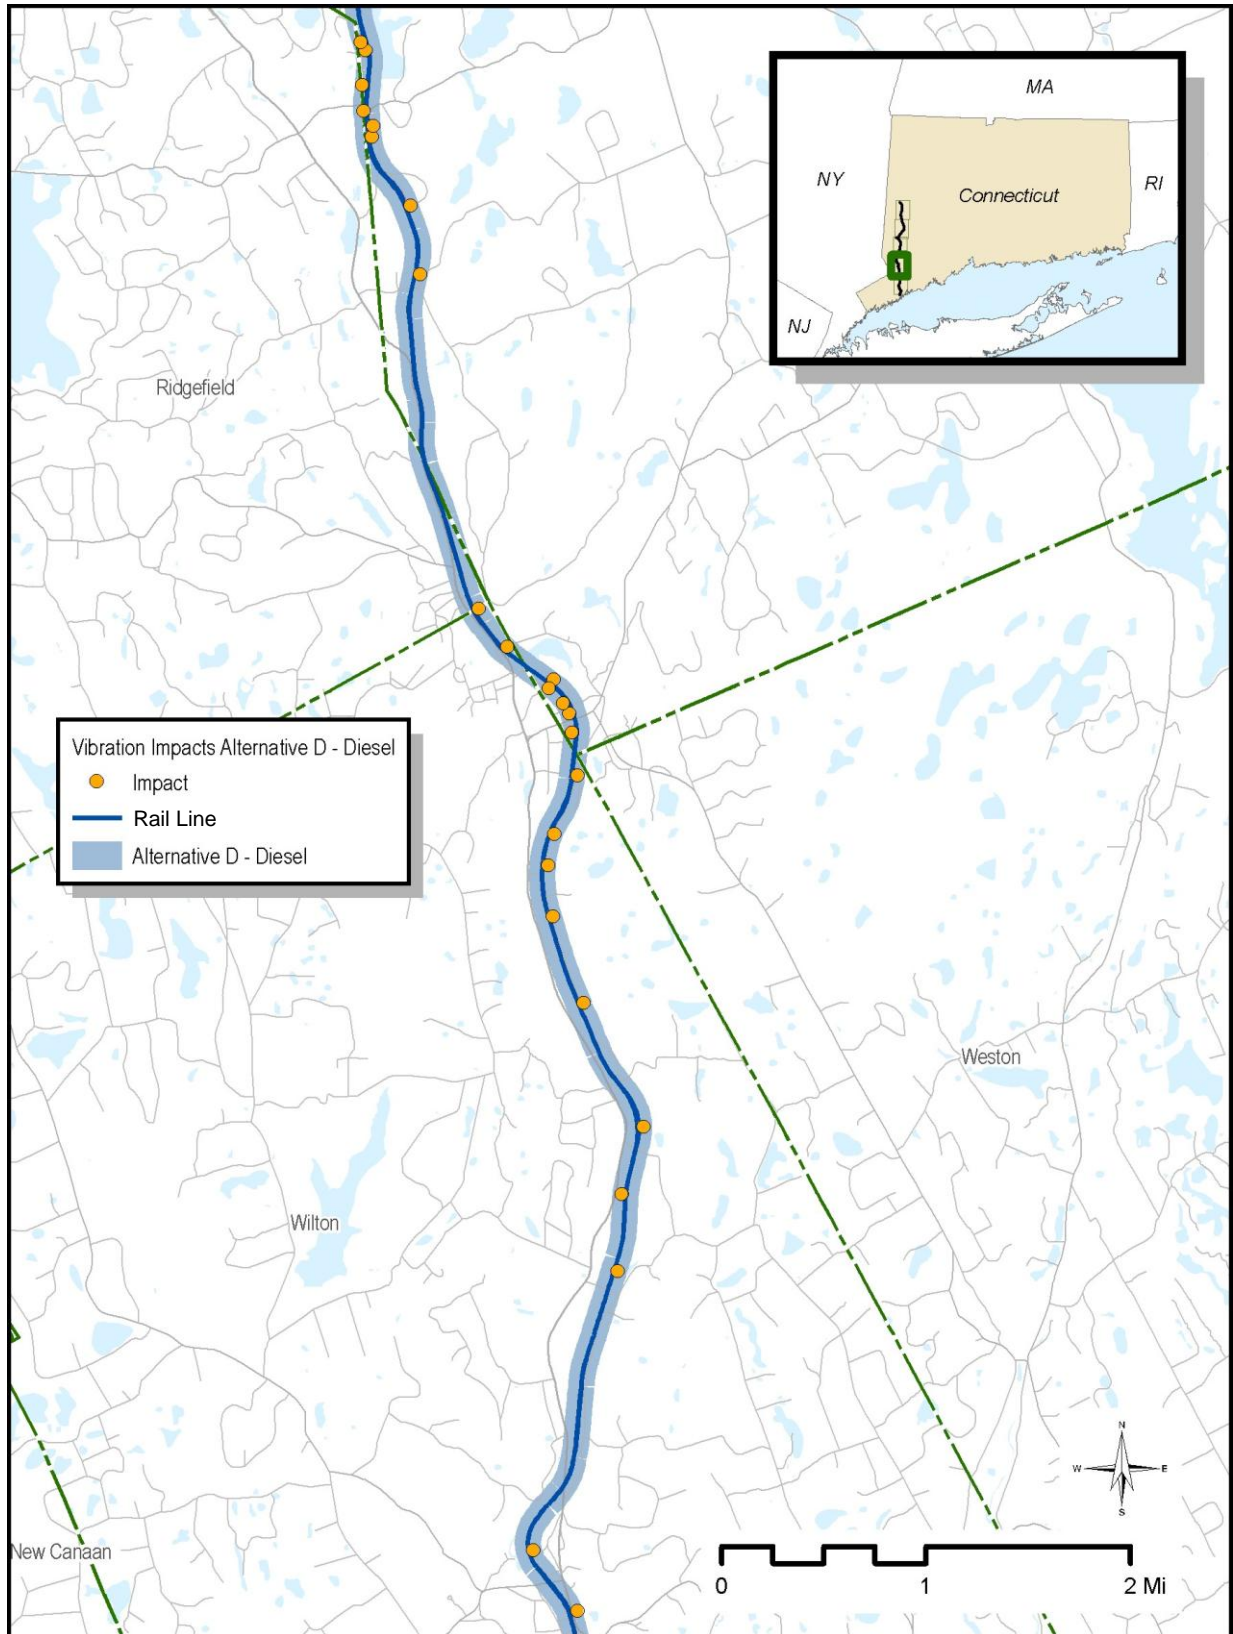 MA
NY
Connecticut
RI
NJ
Ridgefield
Vibration Impacts Alternative D - Diesel
Impact
Rail Line
Alternative D - Diesel
Weston
Wilton
New Canaan
N
W
E
S
0
1
2 Mi